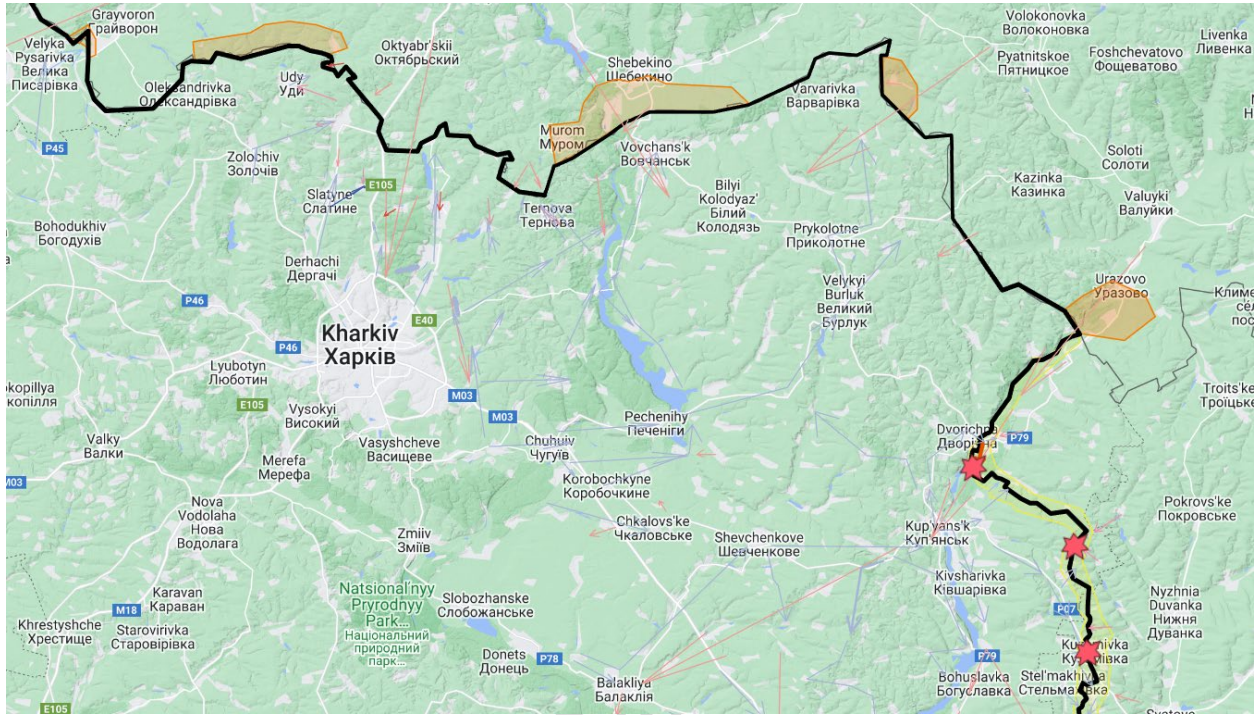 Grayvoron
Грайворон
Velyka
Pysarivka
Велика
Писарівка
Oktyabr'skii
Октябрьский
Volokonovka
Волоконовка
Livenka
Ливенка
Shebekino
Шебекино
Pyatnitskoe
Пятницкое
Foshchevatovo
Фощеватово
Oleksandrivka
Олександрівка
Udy
Уди
Varvarivka
Варварівка
Murom
Муром
P45
Zolochiv
Золочів
Vovchans'k
Вовчанськ
Soloti
Солоти
E105
Slatyne
Слатине
Bilyi
Kolodyaz'
Білий
Колодязь
Kazinka
Казинка
Valuyki
Валуйки
Ternova
Тернова
Bohodukhiv
Богодухів
Prykolotne
Приколотне
Derhachi
Дергачі
Velykyi
Burluk
Великий
Бурлук
Urazovo
Уразово
P46
E40
Kharkiv
Харків
P46
Lyubotyn
Люботин
M03
E105
Vysokyi
Високий
M03
Pechenihy
Печеніги
Troits'ke
Троїцьке
Valky
Валки
Vasyshcheve
Васищеве
Chuhuiv
Чугуїв
Dvorichna
Дворічна
P79
Merefa
Мерефа
Korobochkyne
Коробочкине
M03
Nova
Vodolaha
Нова
Водолага
Pokrovs'ke
Покровське
Zmiiv
Зміїв
Chkalovs'ke
Чкаловське
Shevchenkove
Шевченкове
Kup'yans'k
Куп'янськ
Natsional'nyy
Pryrodnyy
Park...
Національний
природний
парк...
Slobozhanske
Слобожанське
Kivsharivka
Ківшарівка
Karavan
Караван
M18
Khrestyshche
Хрестище
Starovirivka
Старовірівка
P07
Nyzhnia
Duvanka
Нижня
Дуванка
Donets
Донець
P78
P79
Balakliya
Балаклія
Bohuslavka
Богуславка
Stel'makhivka
Стельмахівка
E105